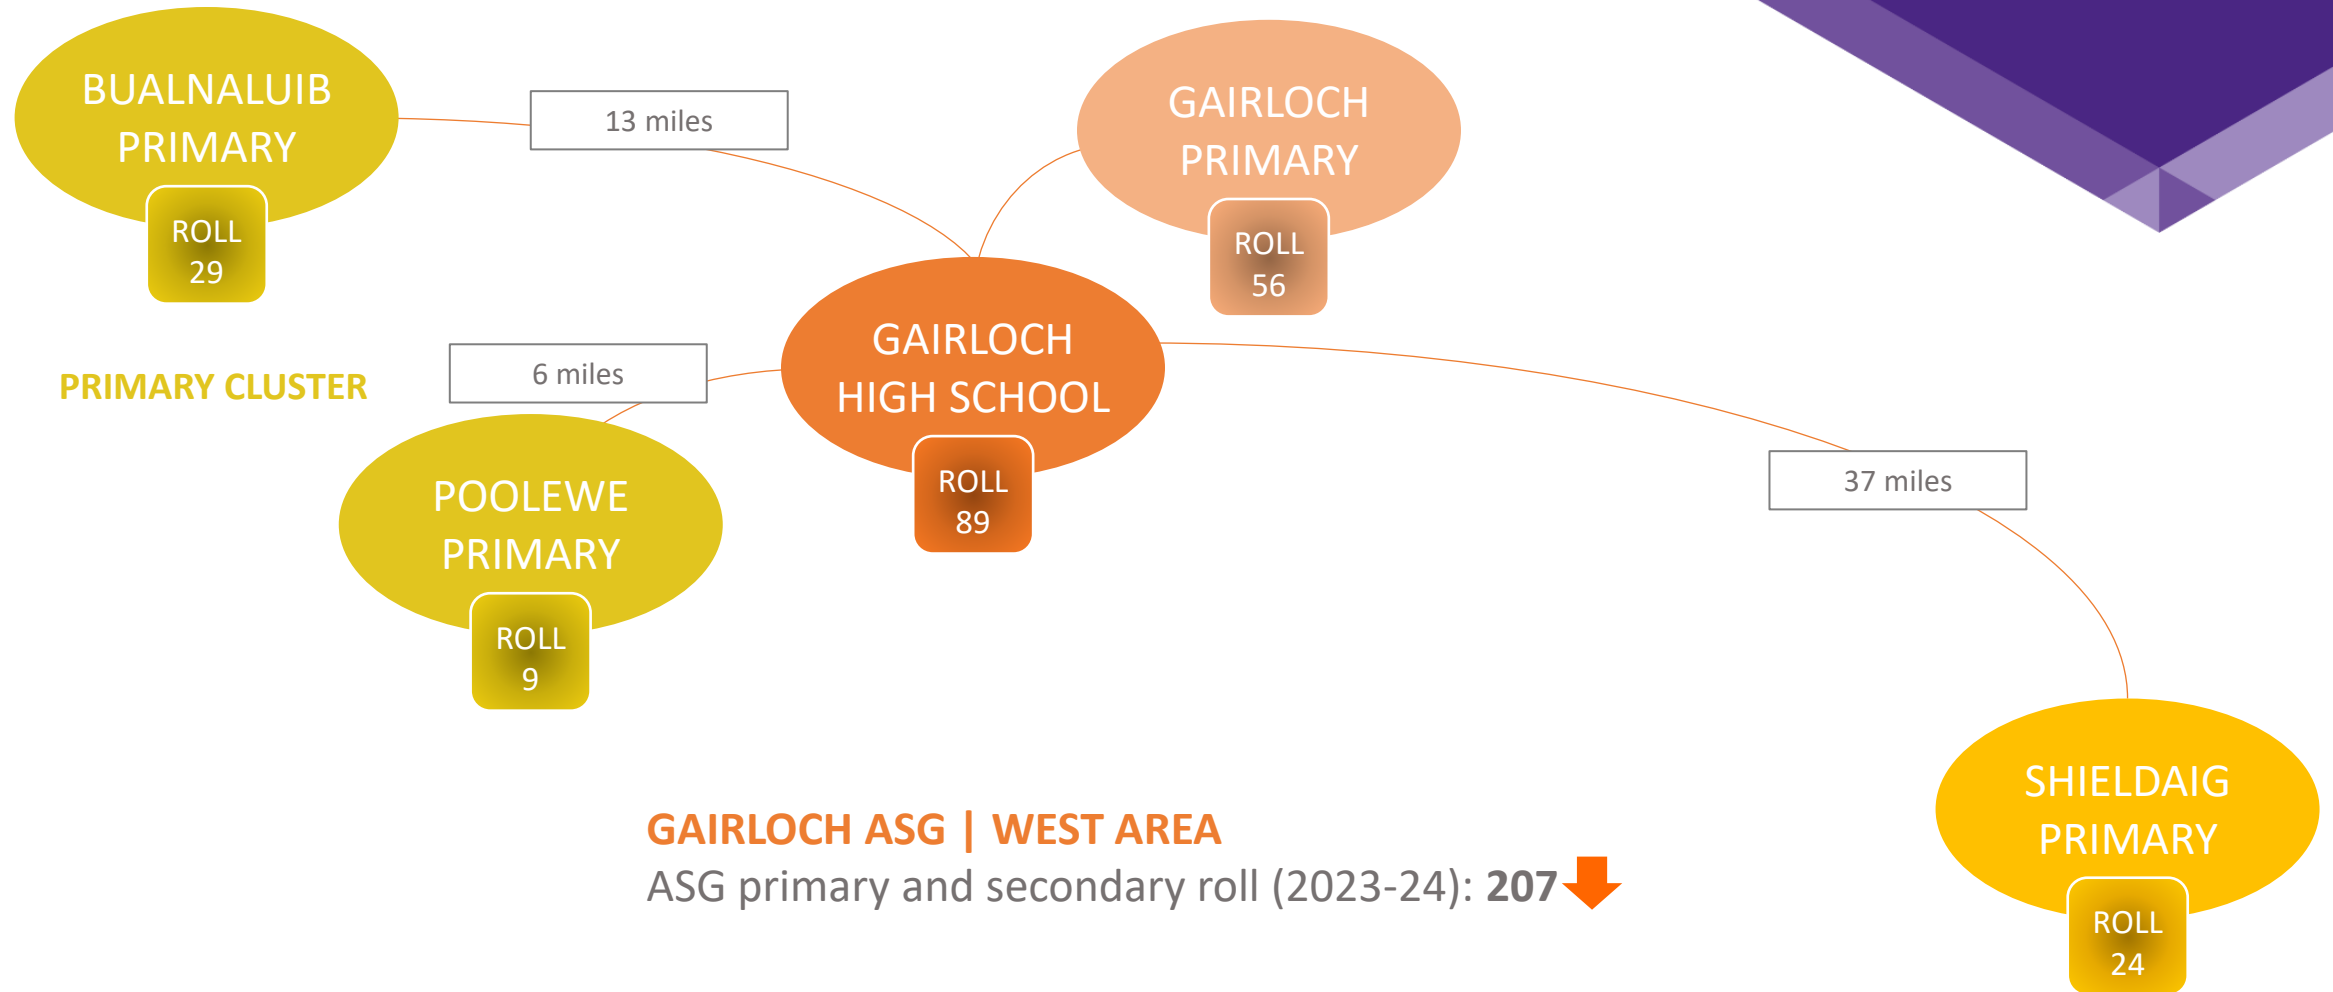 BUALNALUIB
PRIMARY
ROLL
29
13 miles
GAIRLOCH
PRIMARY
ROLL
56
GAIRLOCH
HIGH SCHOOL
ROLL
89
PRIMARY CLUSTER
6 miles
POOLEWE
PRIMARY
ROLL
9
37 miles
SHIELDAIG
PRIMARY
ROLL
24
GAIRLOCH ASG | WEST AREA
ASG primary and secondary roll (2023-24): 207